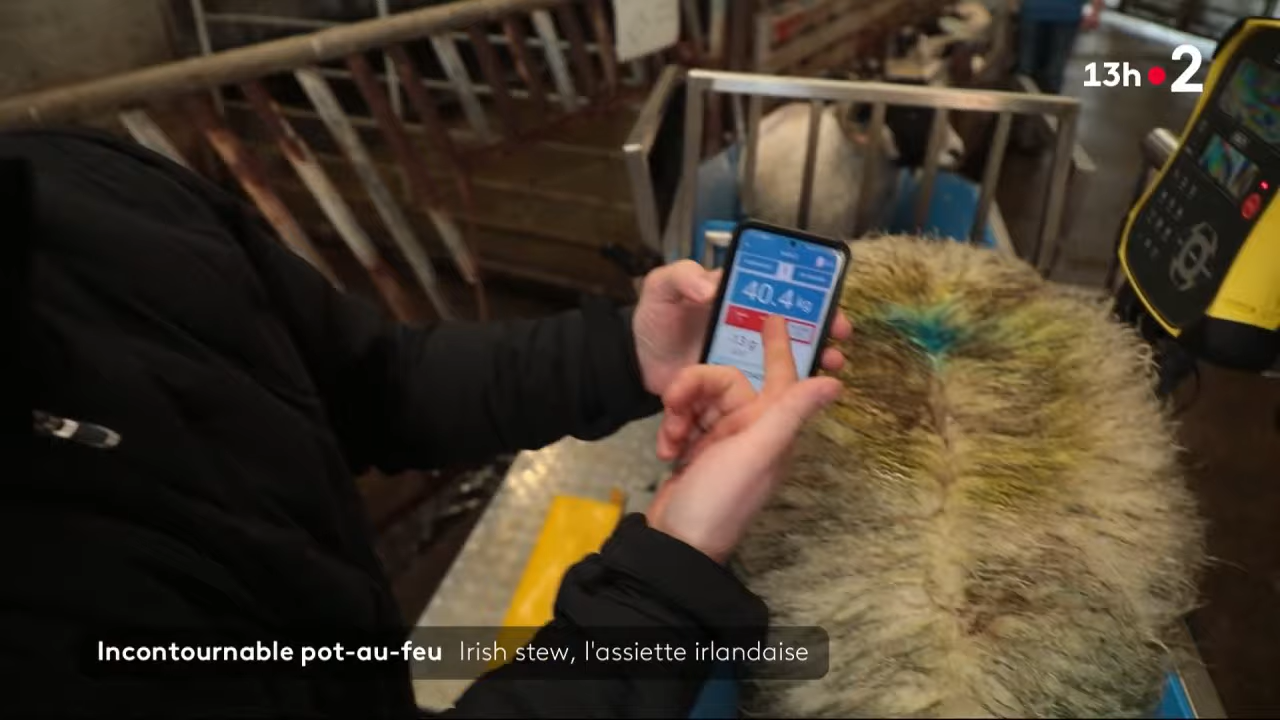 13h 2
40.4 kg
Incontournable pot-au-feu Irish stew, l'assiette irlandaise